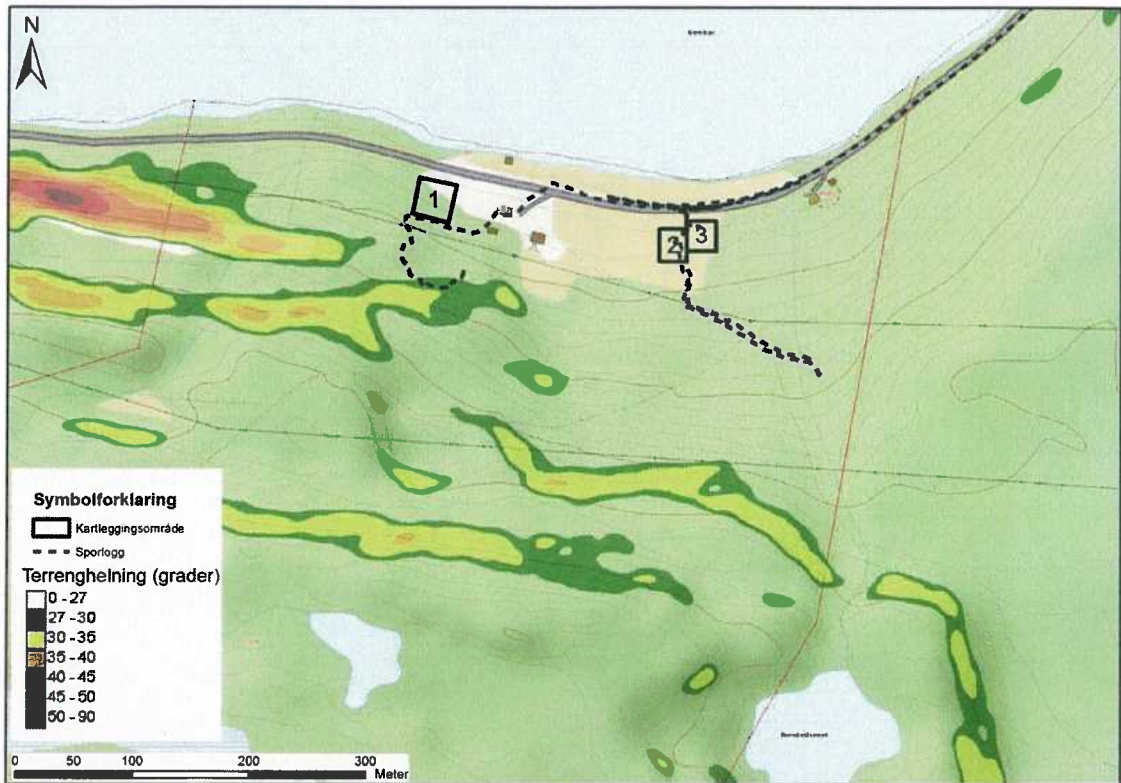 N
1
2
3
Symbolforklaring
Kartleggingsområde
Sporlogg
Terrenghelning (grader)
0 - 27
27 - 30
30 - 35
35 - 40
40 - 45
45 - 50
50 - 90
0 50 100 200 300
Meter